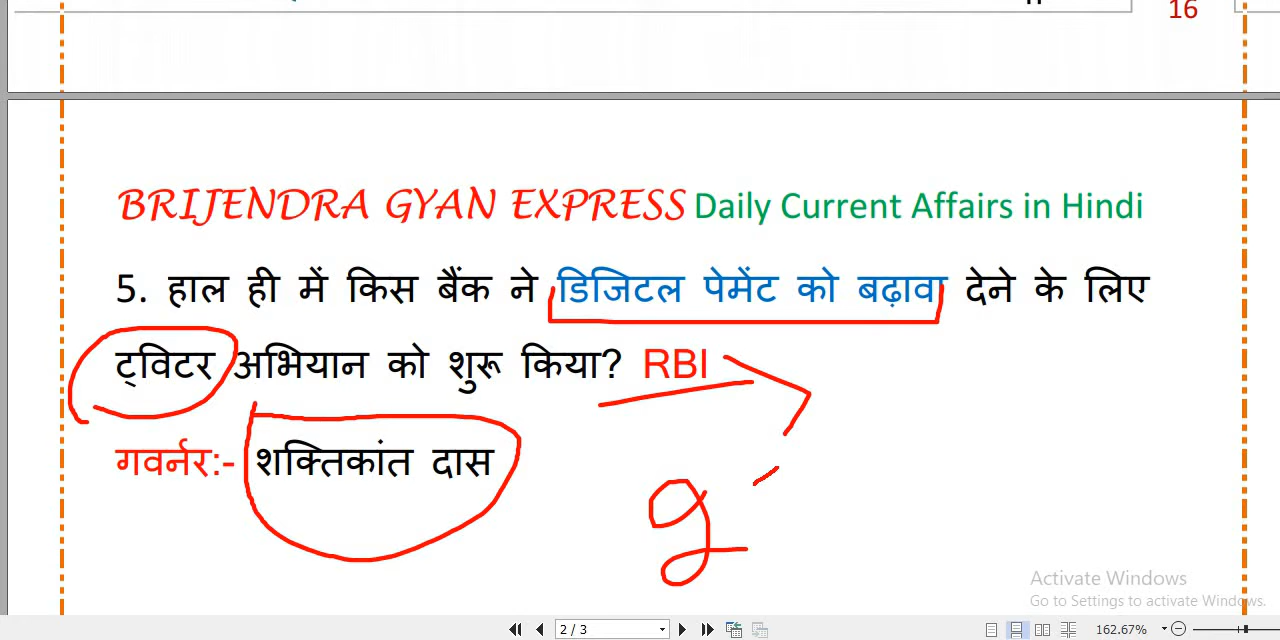 16
BRIJENDRA GYAN EXPRESS Daily Current Affairs in Hindi
5. हाल ही में किस बैंक ने डिजिटल पेमेंट को बढ़ावा देने के लिए
ट्विटर अभियान को शुरू किया? RBI
गवर्नर:- शक्तिकांत दास
g
Activate Windows
Go to Settings to activate Windows.
2 / 3
162.67%